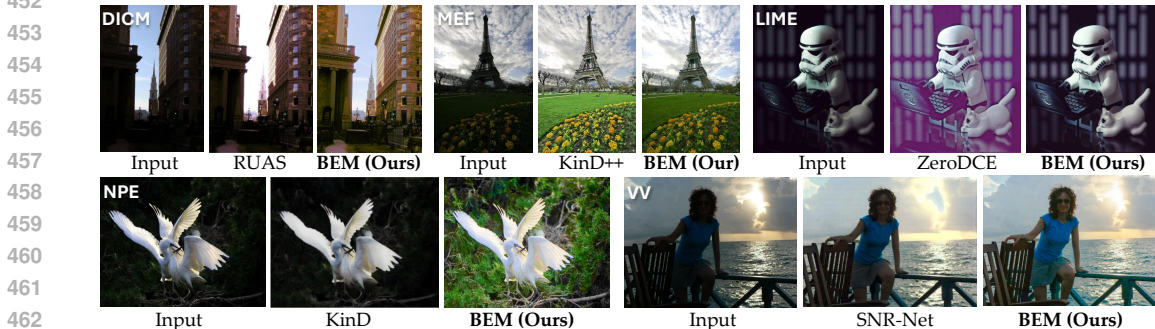 452
453
454
455
456
457
458
459
460
461
462
DICM
MEF
LIME
Input RUAS BEM (Ours) Input KinD++ BEM (Our) Input ZeroDCE BEM (Ours)
NPE
VV
Input KinD BEM (Ours) Input SNR-Net BEM (Ours)